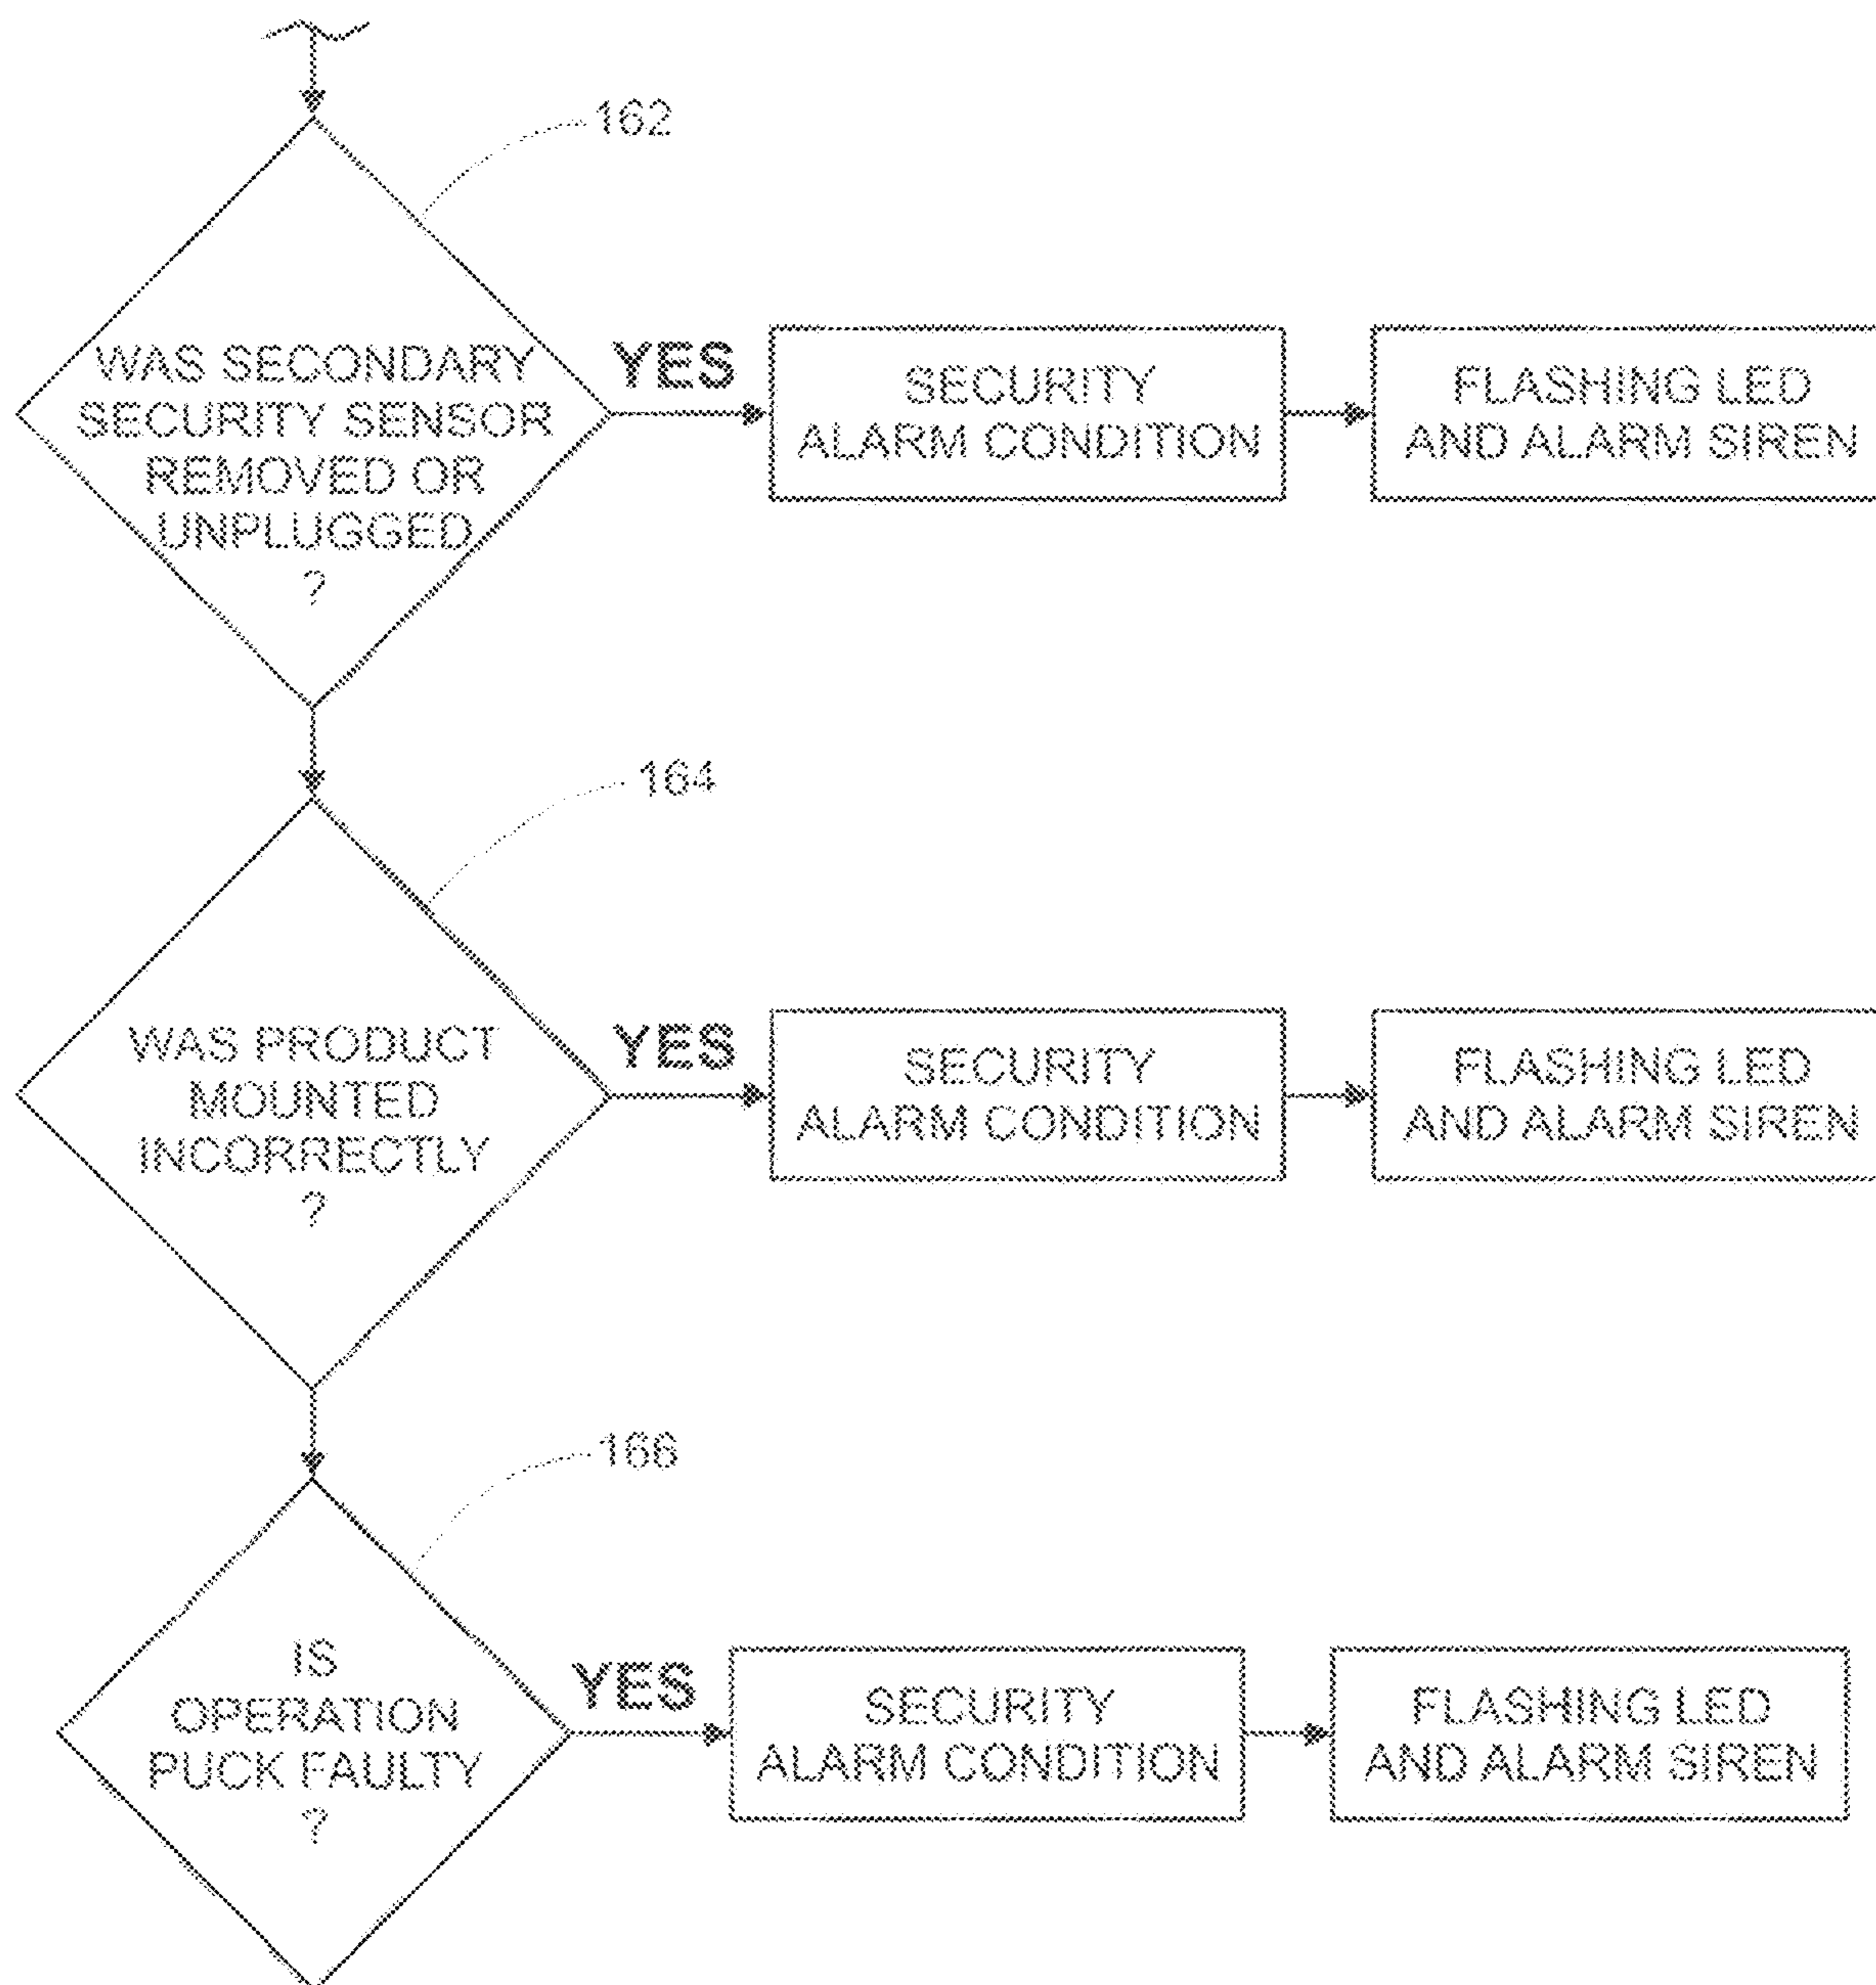 162
WAS SECONDARY
SECURITY SENSOR
REMOVED OR
UNPLUGGED
?
YES
SECURITY
ALARM CONDITION
FLASHING LED
AND ALARM SIREN
164
WAS PRODUCT
MOUNTED
INCORRECTLY
?
YES
SECURITY
ALARM CONDITION
FLASHING LED
AND ALARM SIREN
166
IS
OPERATION
PUCK FAULTY
?
YES
SECURITY
ALARM CONDITION
FLASHING LED
AND ALARM SIREN